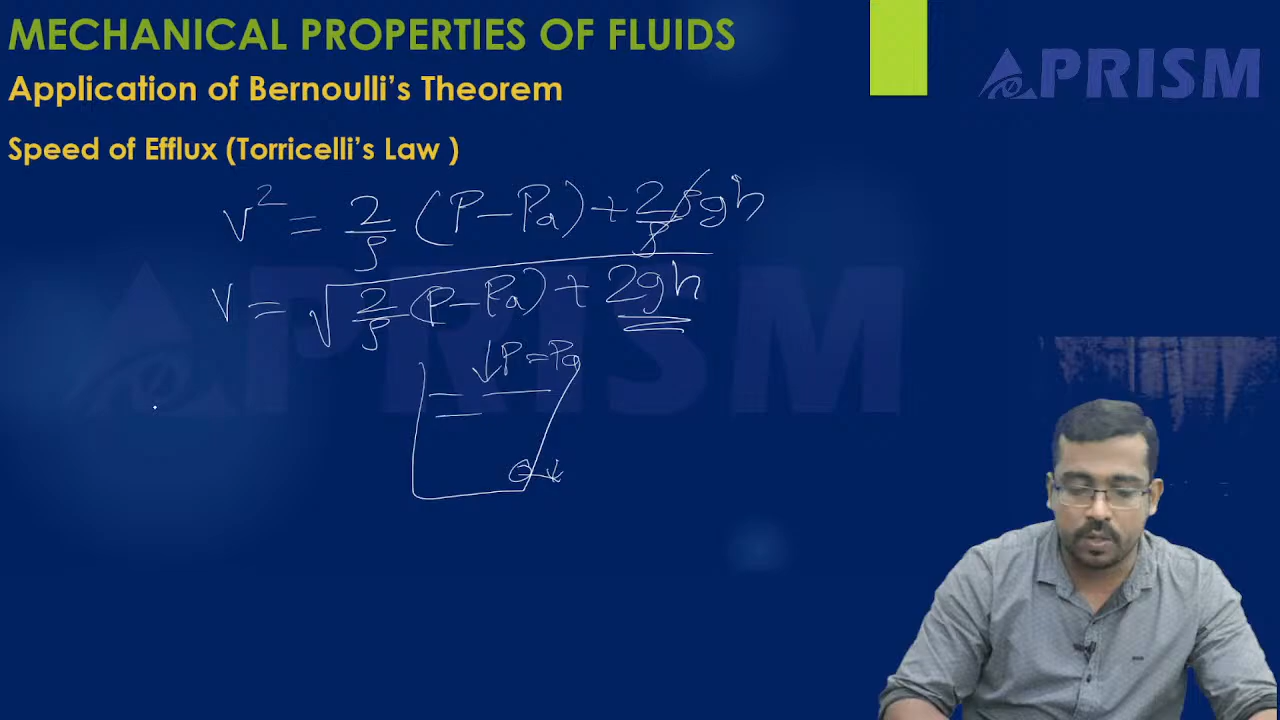 MECHANICAL PROPERTIES OF FLUIDS
PRISM
Application of Bernoulli's Theorem
Speed of Efflux (Torricelli's Law )
v² = 2/ρ (P - Pa) + 2ρgh/ρ
v = √(2/ρ (P - Pa) + 2gh)
↓ P = Pa
PRISM